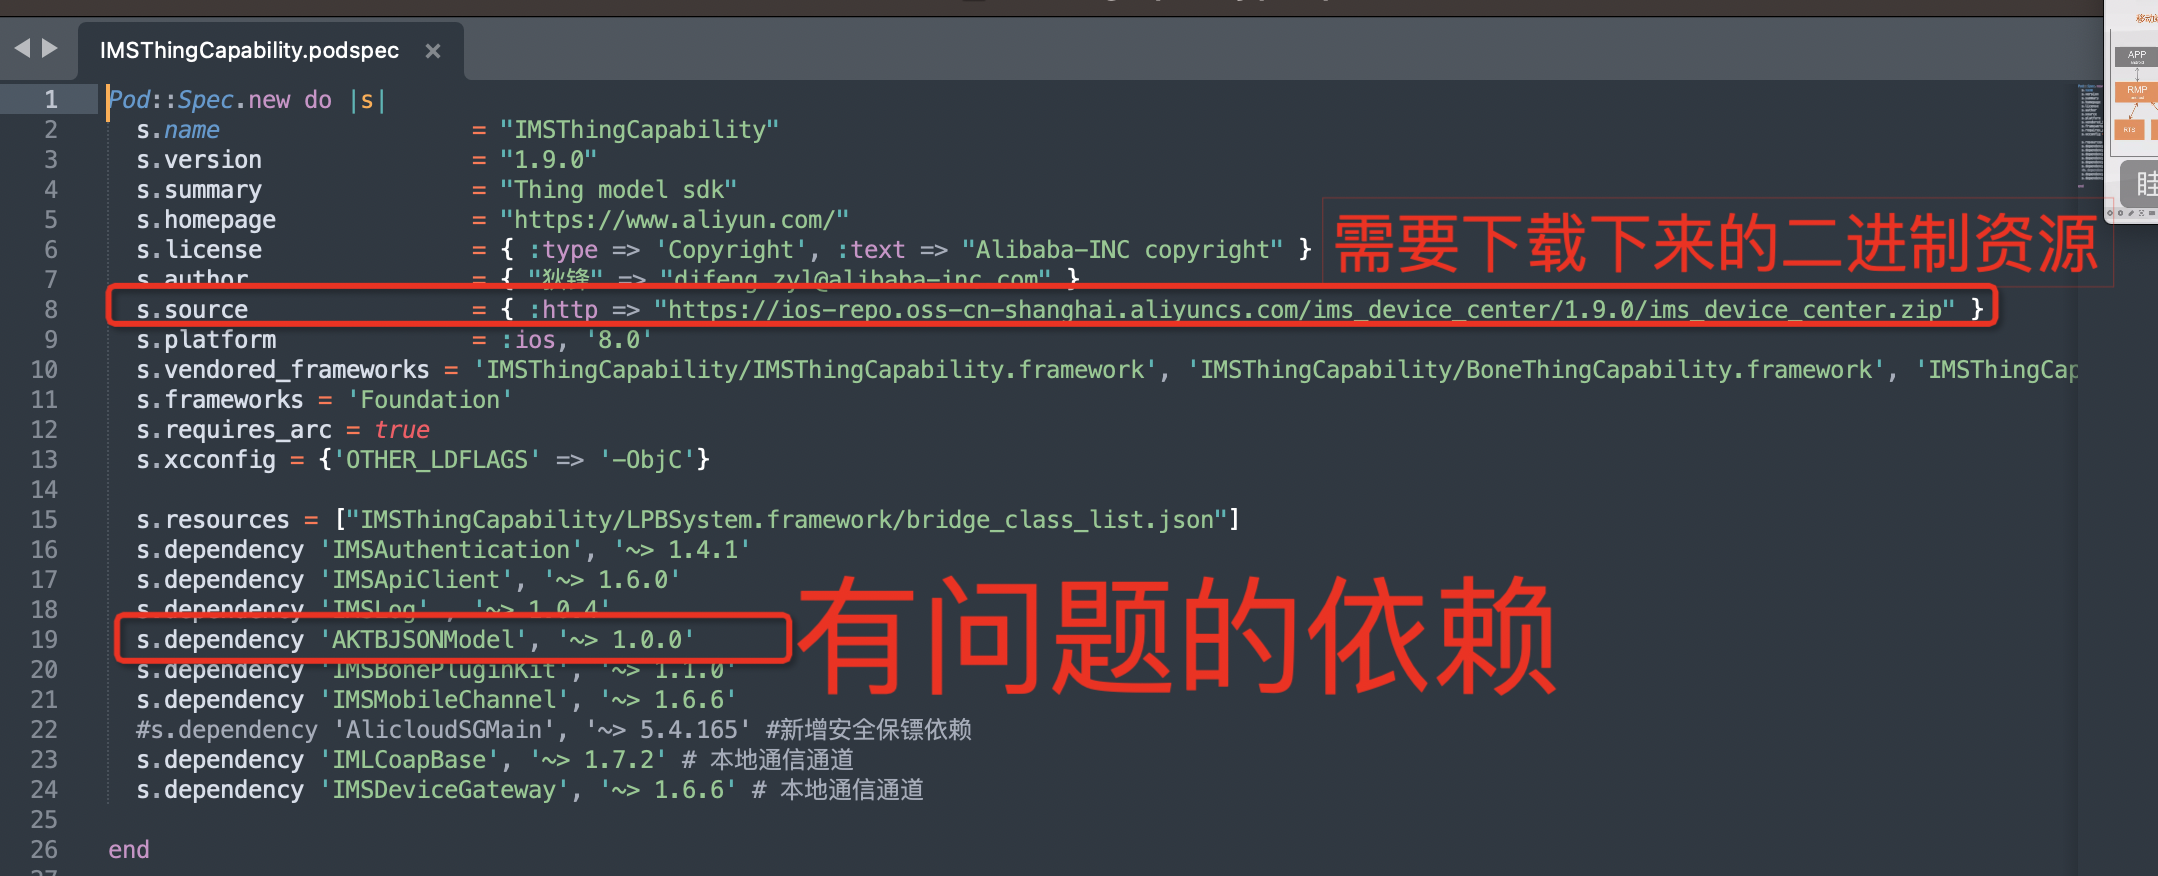 IMSThingCapability.podspec ×
1 Pod::Spec.new do |s|
2 s.name = "IMSThingCapability"
3 s.version = "1.9.0"
4 s.summary = "Thing model sdk"
5 s.homepage = "https://www.aliyun.com/"
6 s.license = { :type => 'Copyright', :text => "Alibaba-INC copyright" }
需要下载下来的二进制资源
7 s.author = { "狄锋" => "difeng.zyl@alibaba-inc.com" }
8 s.source = { :http => "https://ios-repo.oss-cn-shanghai.aliyuncs.com/ims_device_center/1.9.0/ims_device_center.zip" }
9 s.platform = :ios, '8.0'
10 s.vendored_frameworks = 'IMSThingCapability/IMSThingCapability.framework', 'IMSThingCapability/BoneThingCapability.framework', 'IMSThingCap
11 s.frameworks = 'Foundation'
12 s.requires_arc = true
13 s.xcconfig = {'OTHER_LDFLAGS' => '-ObjC'}
14
15 s.resources = ["IMSThingCapability/LPBSystem.framework/bridge_class_list.json"]
16 s.dependency 'IMSAuthentication', '~> 1.4.1'
17 s.dependency 'IMSApiClient', '~> 1.6.0'
18 s.dependency 'IMSLog', '~> 1.0.4'
19 s.dependency 'AKTBJSONModel', '~> 1.0.0'
有问题的依赖
20 s.dependency 'IMSBonePluginKit', '~> 1.1.0'
21 s.dependency 'IMSMobileChannel', '~> 1.6.6'
22 #s.dependency 'AlicloudSGMain', '~> 5.4.165' #新增安全保镖依赖
23 s.dependency 'IMLCoapBase', '~> 1.7.2' # 本地通信通道
24 s.dependency 'IMSDeviceGateway', '~> 1.6.6' # 本地通信通道
25
26 end
27
APP
RMP